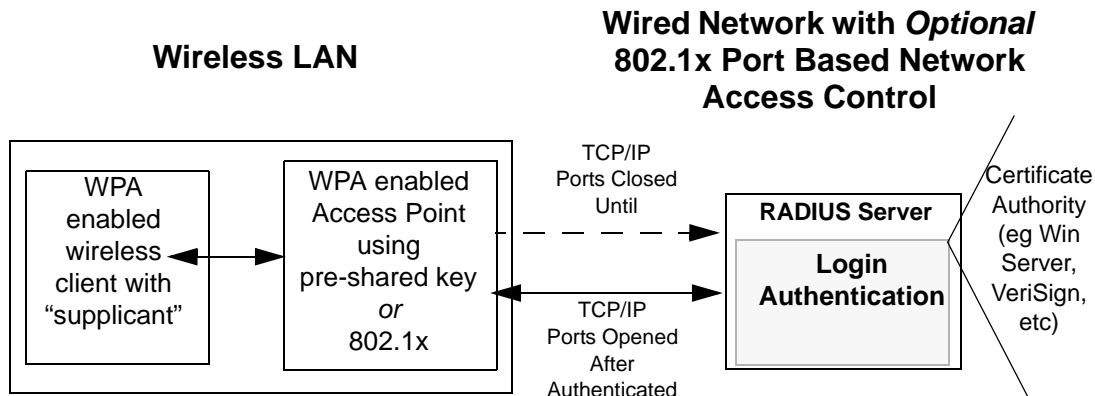 Wireless LAN
Wired Network with Optional
802.1x Port Based Network
Access Control
WPA
enabled
wireless
client with
“supplicant”
WPA enabled
Access Point
using
pre-shared key
or
802.1x
TCP/IP
Ports Closed
Until
TCP/IP
Ports Opened
After
Authenticated
RADIUS Server
Login
Authentication
Certificate
Authority
(eg Win
Server,
VeriSign,
etc)